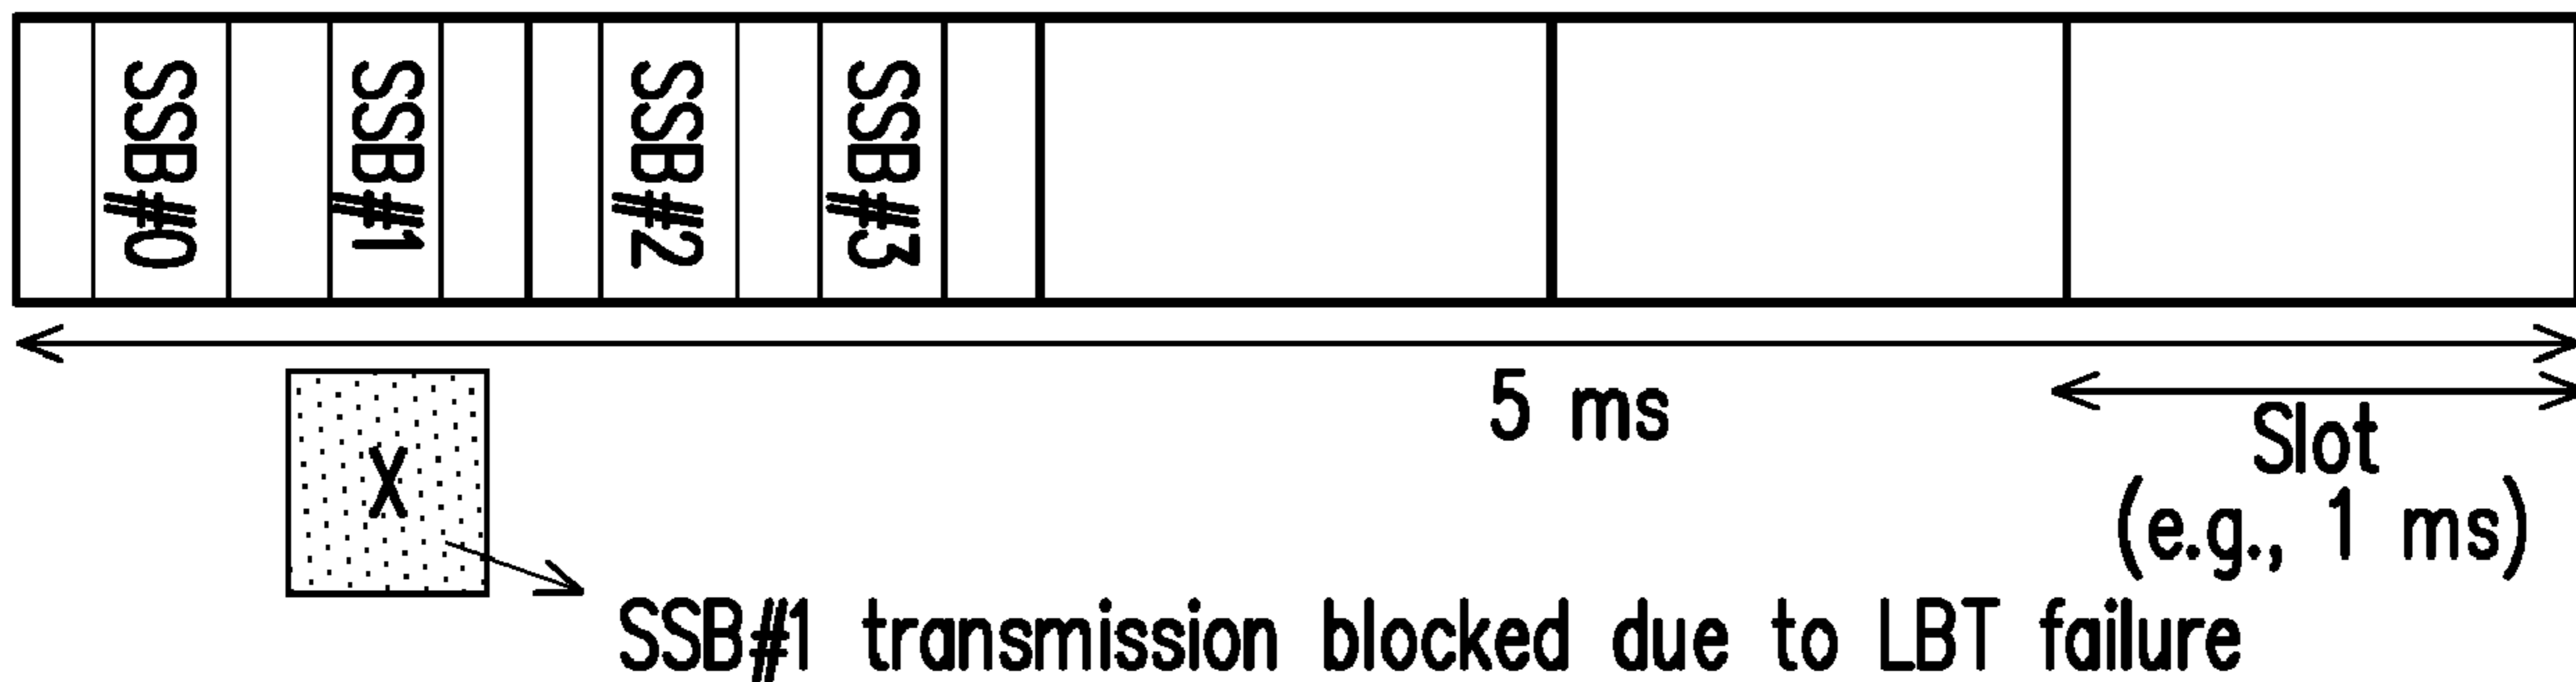 SSB#0
SSB#1
SSB#2
SSB#3
5 ms
Slot
(e.g., 1 ms)
X
SSB#1 transmission blocked due to LBT failure